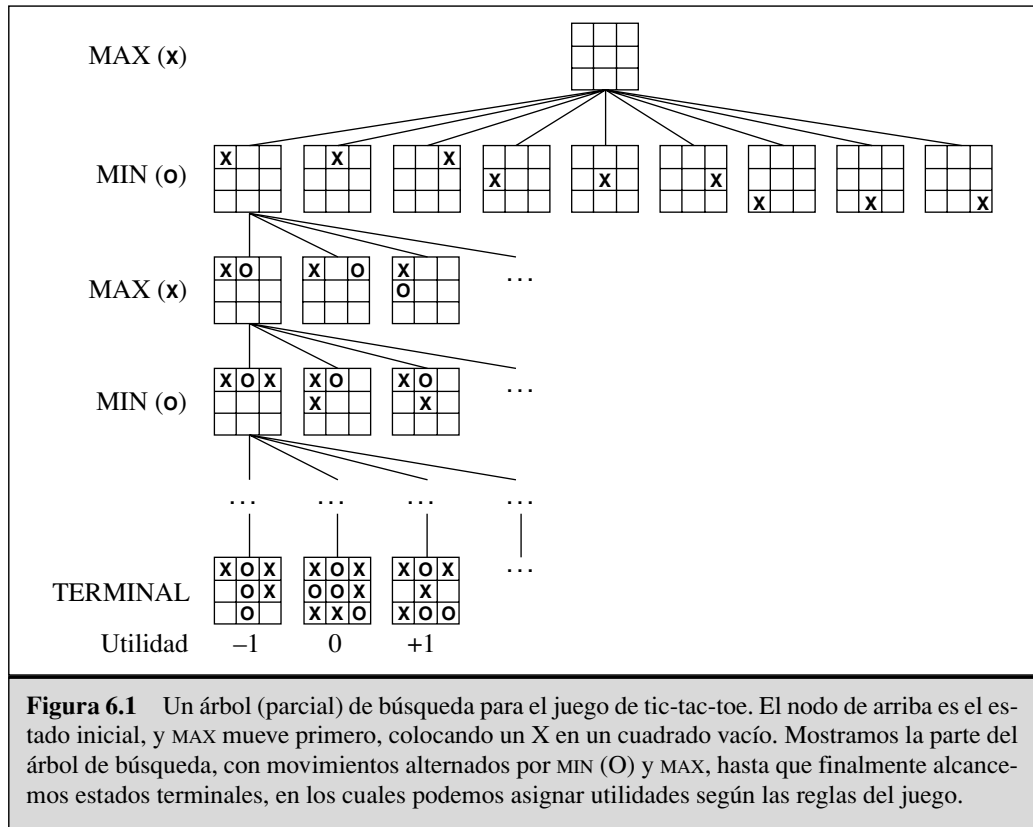 MAX (X)
X X X
MIN (O) X X X
X X X
X O X O X
MAX (X) O ...
X O X X O X O
MIN (O) X X ...
... ... ... ...
X O X X O X X O X ...
TERMINAL O X O O X X
O X X O X O O
Utilidad –1 0 +1
Figura 6.1 Un árbol (parcial) de búsqueda para el juego de tic-tac-toe. El nodo de arriba es el es-
tado inicial, y MAX mueve primero, colocando un X en un cuadrado vacío. Mostramos la parte del
árbol de búsqueda, con movimientos alternados por MIN (O) y MAX, hasta que finalmente alcance-
mos estados terminales, en los cuales podemos asignar utilidades según las reglas del juego.